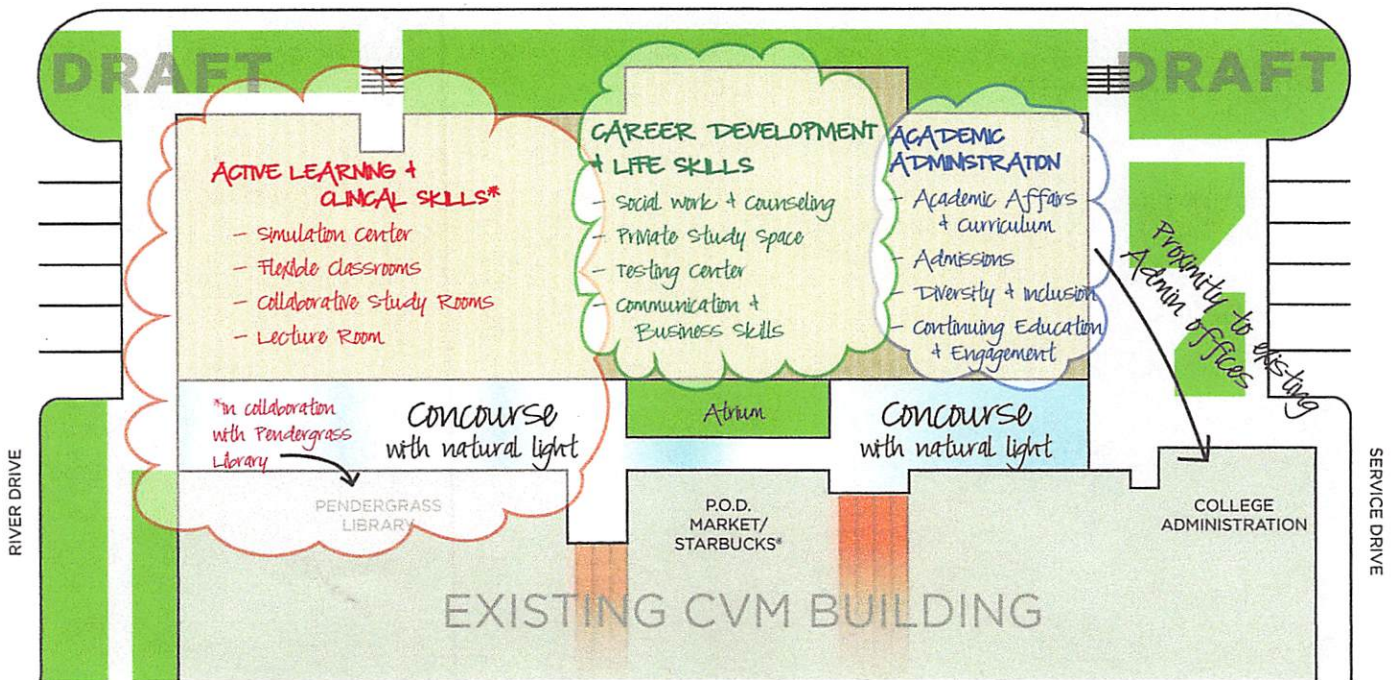 DRAFT
DRAFT
ACTIVE LEARNING &
CLINICAL SKILLS*
- Simulation Center
- Flexible Classrooms
- Collaborative Study Rooms
- Lecture Room
CAREER DEVELOPMENT
& LIFE SKILLS
- Social Work & Counseling
- Private Study Space
- Testing Center
- Communication &
Business Skills
ACADEMIC
ADMINISTRATION
- Academic Affairs
& Curriculum
- Admissions
- Diversity & Inclusion
- Continuing Education
& Engagement
Proximity to existing
Admin offices
*in collaboration
with Pendergrass
Library
Concourse
with natural light
Atrium
Concourse
with natural light
PENDERGRASS
LIBRARY
P.O.D.
MARKET/
STARBUCKS®
COLLEGE
ADMINISTRATION
RIVER DRIVE
SERVICE DRIVE
EXISTING CVM BUILDING